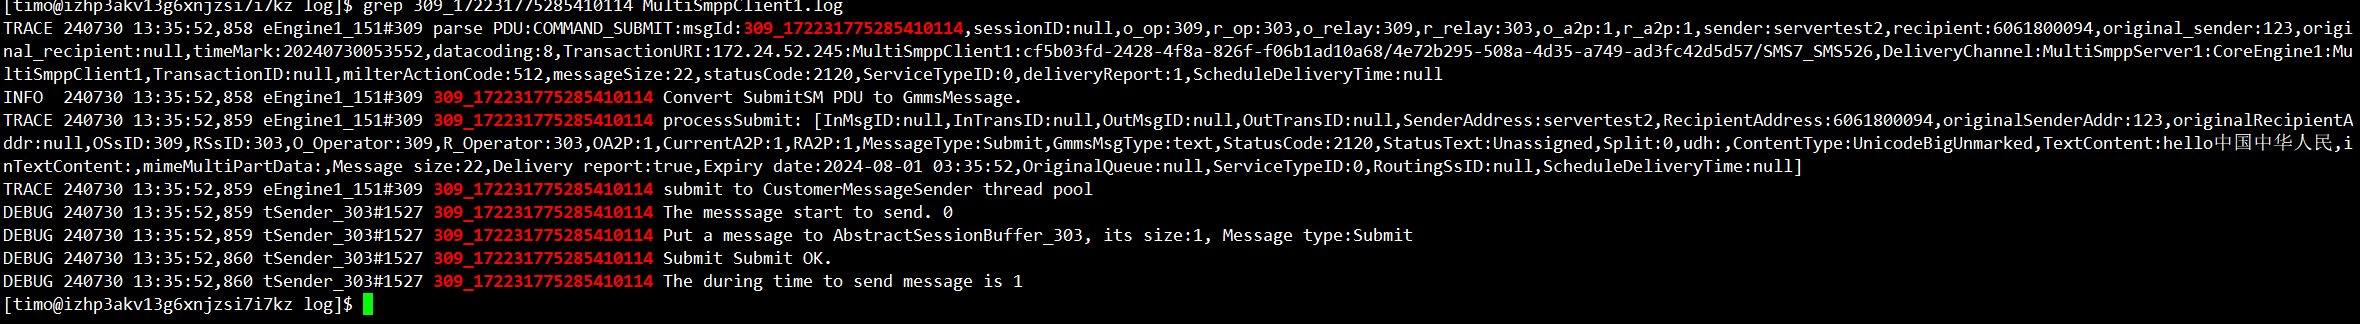 [timo@izhp3akv13g6xnjzsi7i7kz log]$ grep 309_172231775285410114 MultiSmppClient1.log
TRACE 240730 13:35:52,858 eEngine1_151#309 parse PDU:COMMAND_SUBMIT:msgId:309_172231775285410114,sessionID:null,o_op:309,r_op:303,o_relay:309,r_relay:303,o_a2p:1,r_a2p:1,sender:servertest2,recipient:6061800094,original_sender:123,origi
nal_recipient:null,timeMark:20240730053552,datacoding:8,TransactionURI:172.24.52.245:MultiSmppClient1:cf5b03fd-2428-4f8a-826f-f06b1ad10a68/4e72b295-508a-4d35-a749-ad3fc42d5d57/SMS7_SMS526,DeliveryChannel:MultiSmppServer1:CoreEngine1:Mu
ltiSmppClient1,TransactionID:null,milterActionCode:512,messageSize:22,statusCode:2120,ServiceTypeID:0,deliveryReport:1,ScheduleDeliveryTime:null
INFO  240730 13:35:52,858 eEngine1_151#309 309_172231775285410114 Convert SubmitSM PDU to GmmsMessage.
TRACE 240730 13:35:52,859 eEngine1_151#309 309_172231775285410114 processSubmit: [InMsgID:null,InTransID:null,OutMsgID:null,OutTransID:null,SenderAddress:servertest2,RecipientAddress:6061800094,originalSenderAddr:123,originalRecipientA
ddr:null,OSsID:309,RSsID:303,O_Operator:309,R_Operator:303,OA2P:1,CurrentA2P:1,RA2P:1,MessageType:Submit,GmmsMsgType:text,StatusCode:2120,StatusText:Unassigned,Split:0,udh:,ContentType:UnicodeBigUnmarked,TextContent:hello中国中华人民,i
nTextContent:,mimeMultiPartData:,Message size:22,Delivery report:true,Expiry date:2024-08-01 03:35:52,OriginalQueue:null,ServiceTypeID:0,RoutingSsID:null,ScheduleDeliveryTime:null]
TRACE 240730 13:35:52,859 eEngine1_151#309 309_172231775285410114 submit to CustomerMessageSender thread pool
DEBUG 240730 13:35:52,859 tSender_303#1527 309_172231775285410114 The messsage start to send. 0
DEBUG 240730 13:35:52,859 tSender_303#1527 309_172231775285410114 Put a message to AbstractSessionBuffer_303, its size:1, Message type:Submit
DEBUG 240730 13:35:52,860 tSender_303#1527 309_172231775285410114 Submit Submit OK.
DEBUG 240730 13:35:52,860 tSender_303#1527 309_172231775285410114 The during time to send message is 1
[timo@izhp3akv13g6xnjzsi7i7kz log]$